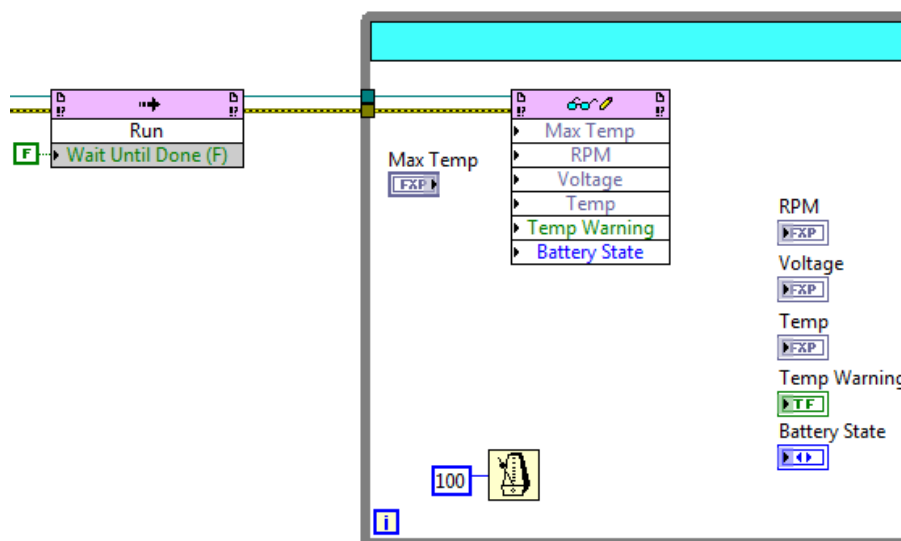 Run
F
Wait Until Done (F)
Max Temp
FXP
Max Temp
RPM
Voltage
Temp
Temp Warning
Battery State
RPM
FXP
Voltage
FXP
Temp
FXP
Temp Warning
TF
Battery State
100
i